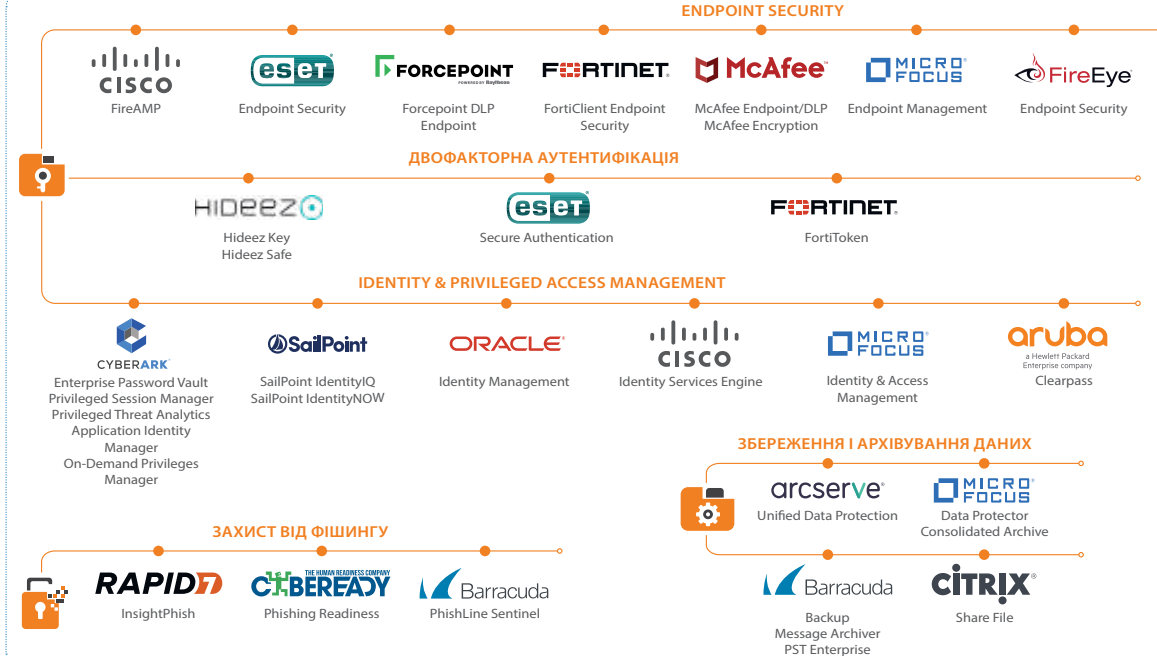 ENDPOINT SECURITY
CISCO
FireAMP
eset
Endpoint Security
FORCEPOINT
POWERED BY Raytheon
Forcepoint DLP
Endpoint
FORTINET
FortiClient Endpoint
Security
McAfee
McAfee Endpoint/DLP
McAfee Encryption
MICRO
FOCUS
Endpoint Management
FireEye
Endpoint Security
ДВОФАКТОРНА АУТЕНТИФІКАЦІЯ
HIDEEZ
Hideez Key
Hideez Safe
eset
Secure Authentication
FORTINET
FortiToken
IDENTITY & PRIVILEGED ACCESS MANAGEMENT
CYBERARK
Enterprise Password Vault
Privileged Session Manager
Privileged Threat Analytics
Application Identity
Manager
On-Demand Privileges
Manager
SailPoint
SailPoint IdentityIQ
SailPoint IdentityNOW
ORACLE
Identity Management
CISCO
Identity Services Engine
MICRO
FOCUS
Identity & Access
Management
aruba
a Hewlett Packard
Enterprise company
Clearpass
ЗБЕРЕЖЕННЯ І АРХІВУВАННЯ ДАНИХ
arcserve
Unified Data Protection
MICRO
FOCUS
Data Protector
Consolidated Archive
Barracuda
Backup
Message Archiver
PST Enterprise
CITRIX
Share File
ЗАХИСТ ВІД ФІШИНГУ
RAPID7
InsightPhish
THE HUMAN READINESS COMPANY
CYBEREADY
Phishing Readiness
Barracuda
PhishLine Sentinel